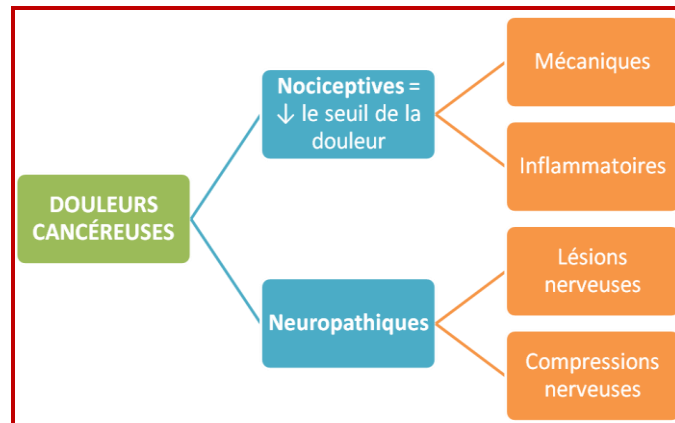 DOULEURS
CANCÉREUSES
Nociceptives =
↓ le seuil de la
douleur
Mécaniques
Inflammatoires
Neuropathiques
Lésions
nerveuses
Compressions
nerveuses